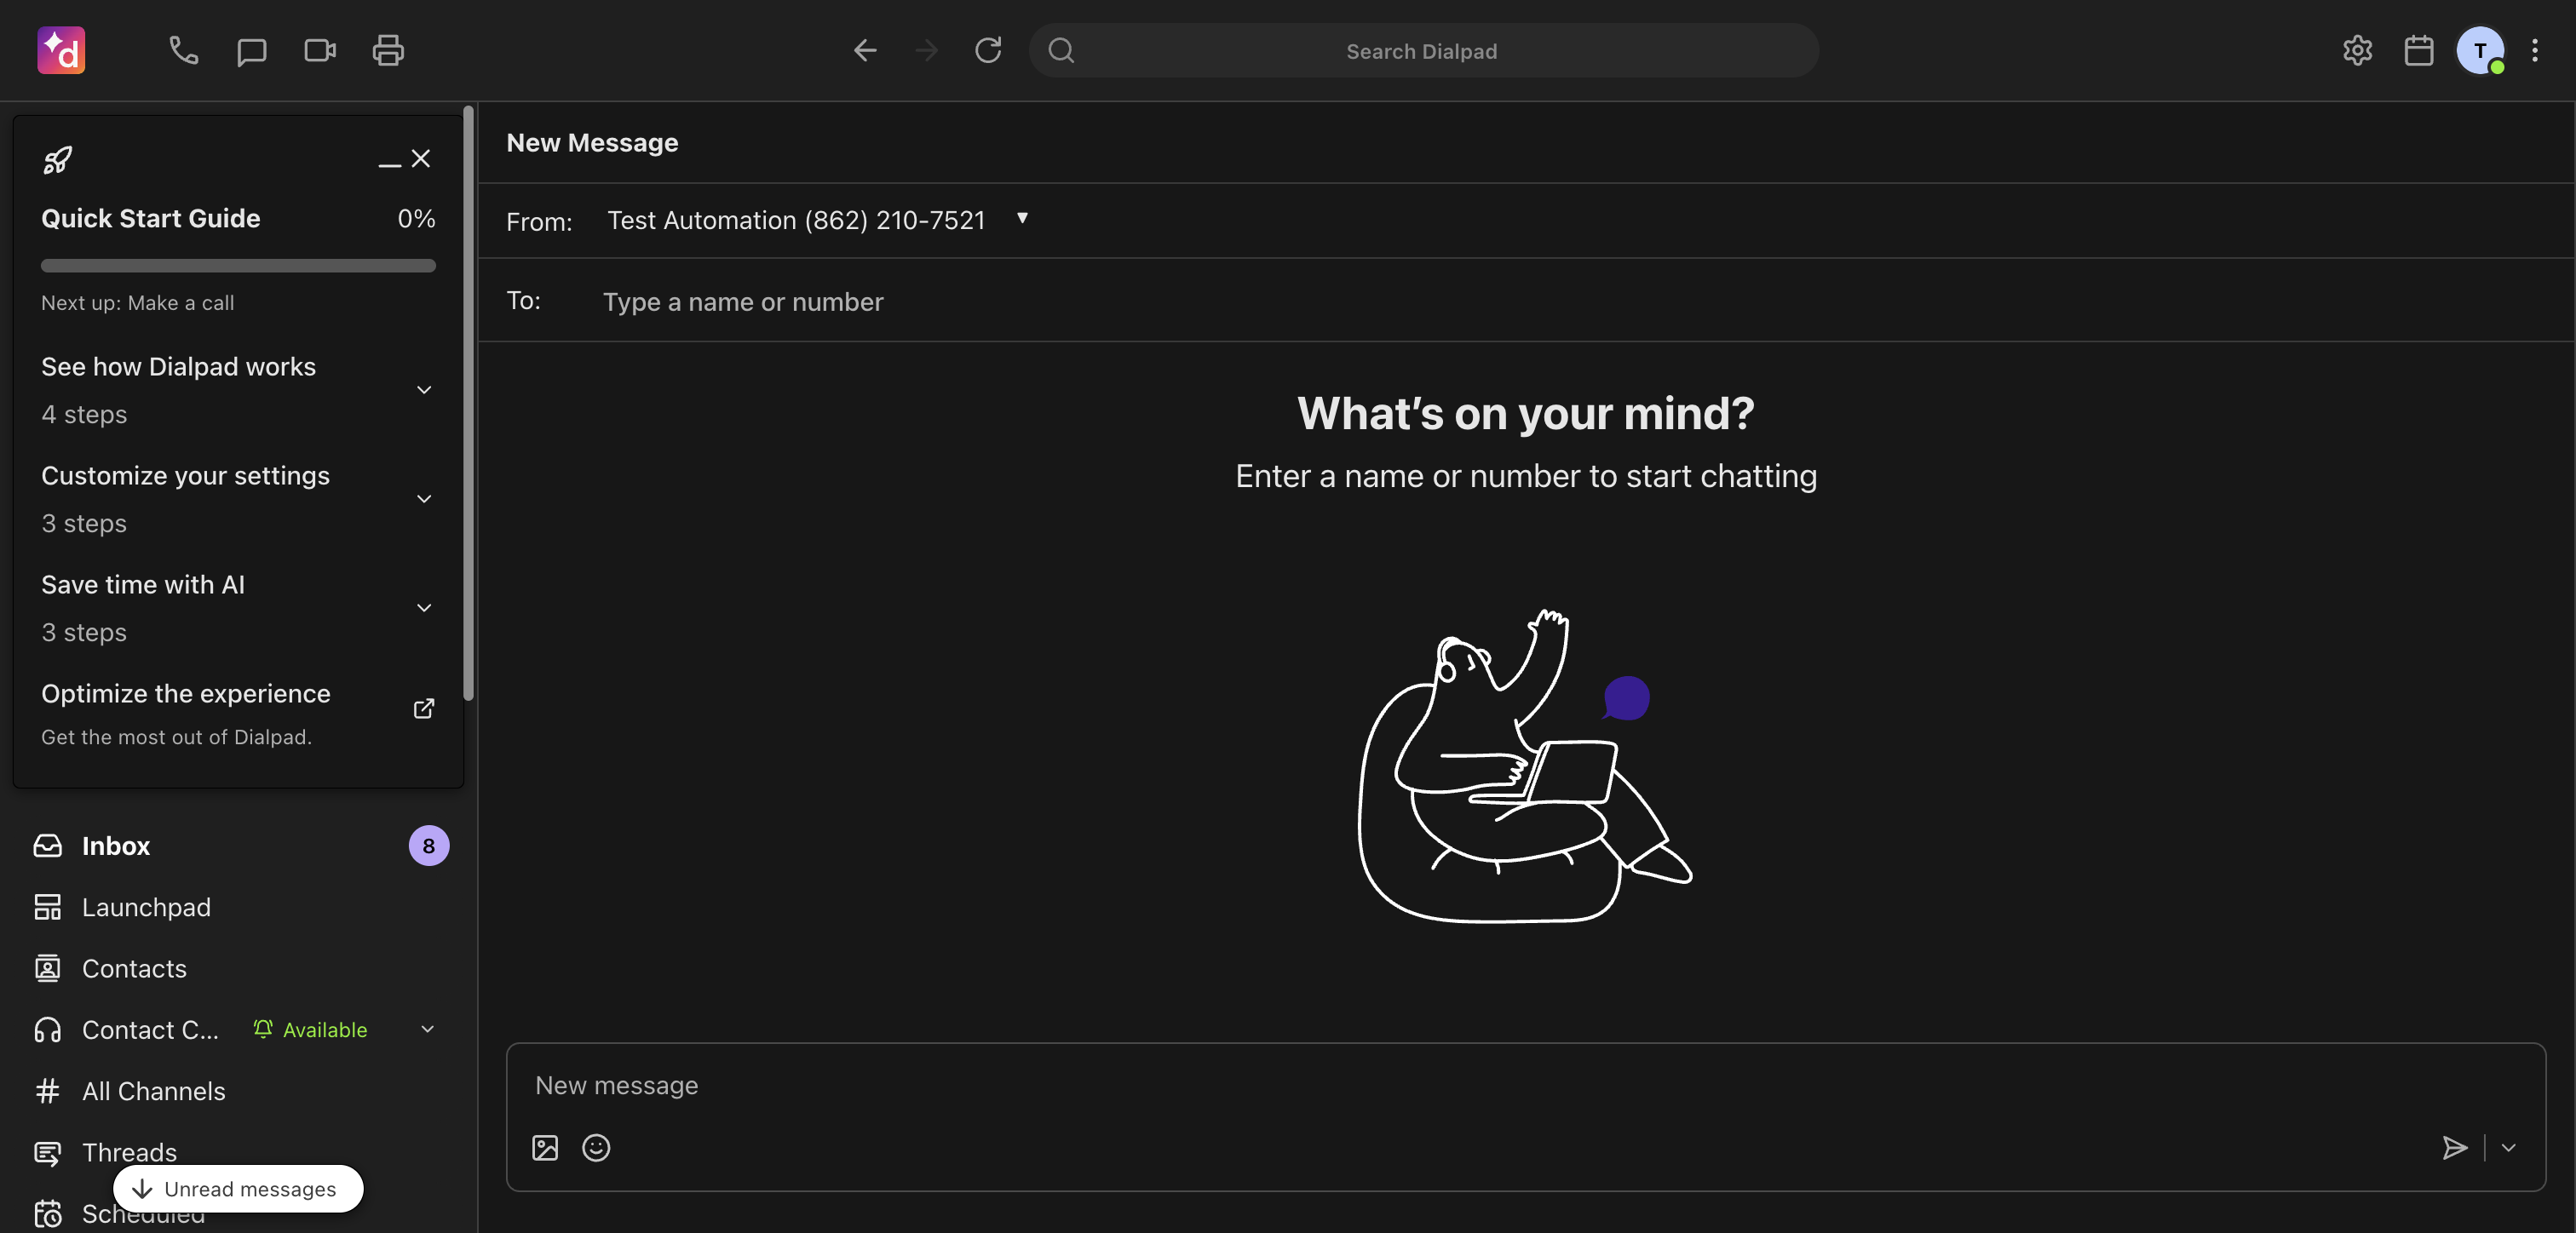 d
Search Dialpad
T
Quick Start Guide 0%
Next up: Make a call
See how Dialpad works
4 steps
Customize your settings
3 steps
Save time with AI
3 steps
Optimize the experience
Get the most out of Dialpad.
Inbox 8
Launchpad
Contacts
Contact C... Available
All Channels
Threads
Unread messages
Scheduled
New Message
From: Test Automation (862) 210-7521
To: Type a name or number
What's on your mind?
Enter a name or number to start chatting
New message